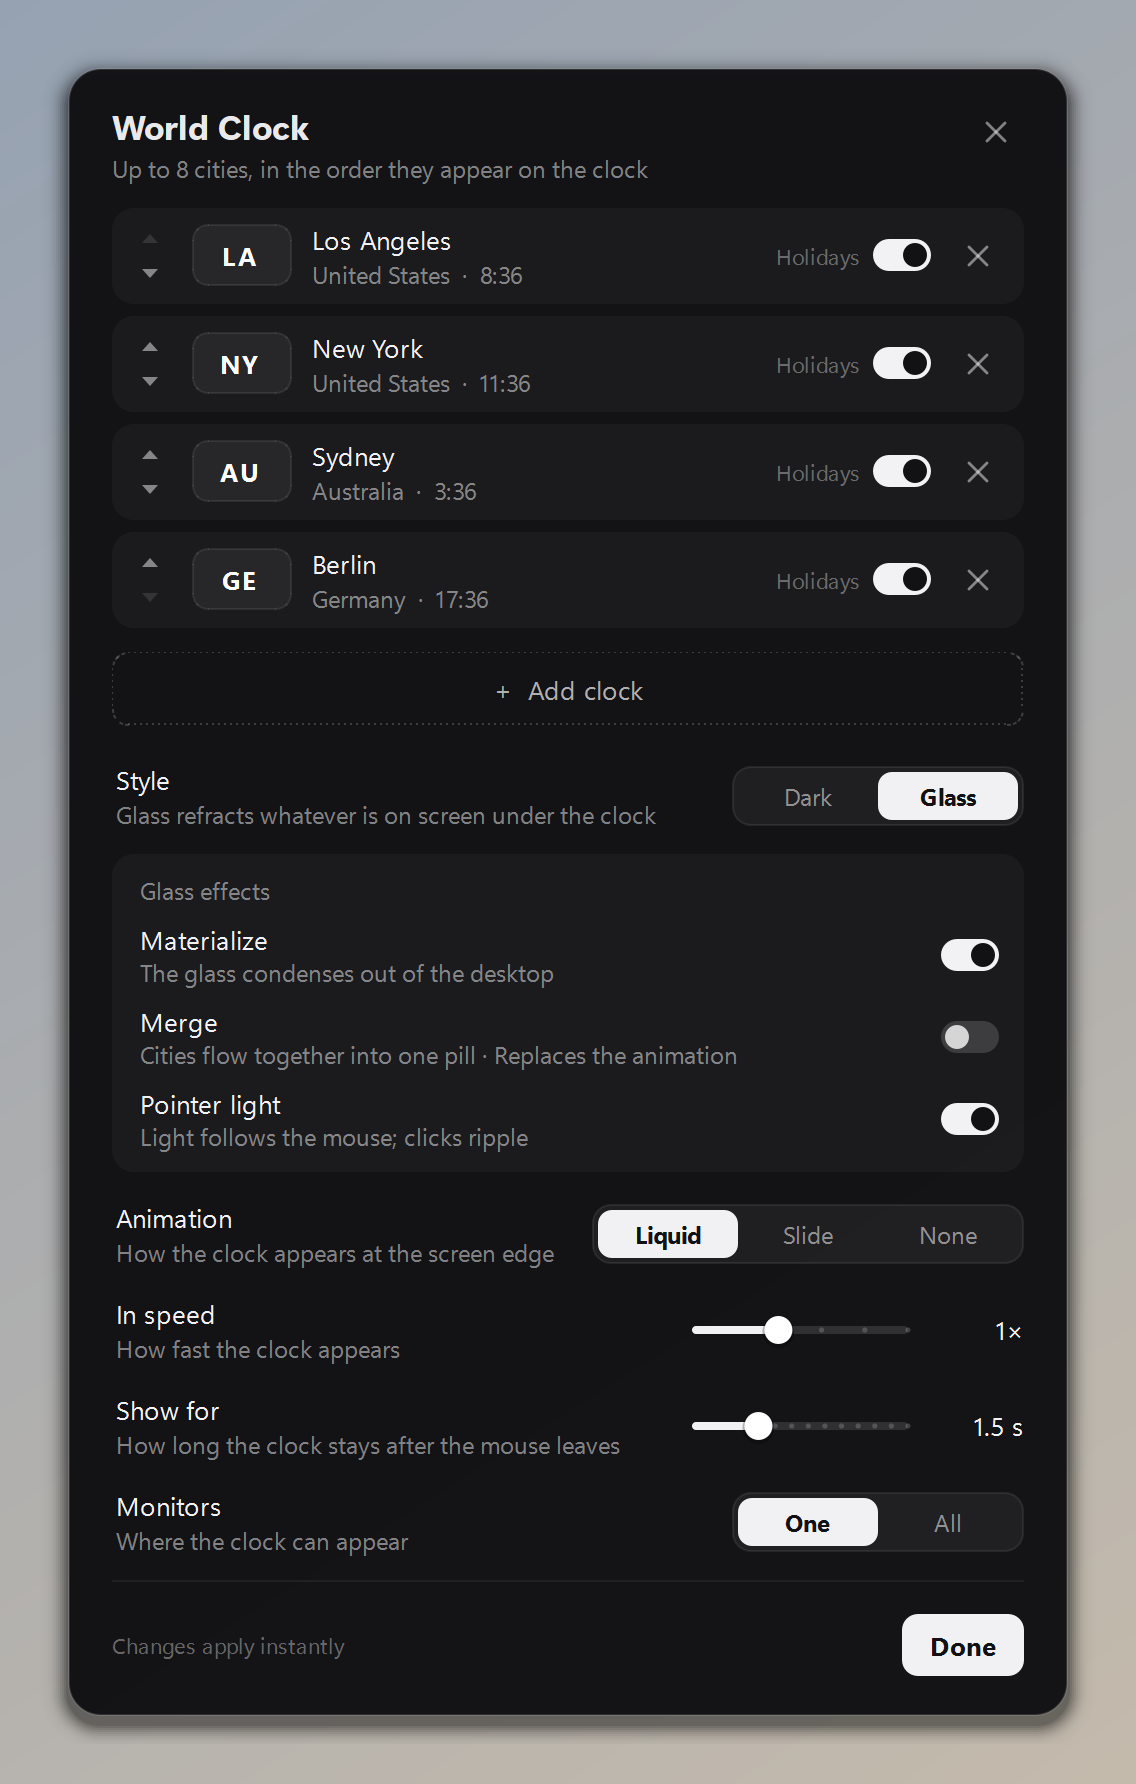 World Clock
Up to 8 cities, in the order they appear on the clock
LA
Los Angeles
United States · 8:36
Holidays
NY
New York
United States · 11:36
Holidays
AU
Sydney
Australia · 3:36
Holidays
GE
Berlin
Germany · 17:36
Holidays
+ Add clock
Style
Glass refracts whatever is on screen under the clock
Dark
Glass
Glass effects
Materialize
The glass condenses out of the desktop
Merge
Cities flow together into one pill · Replaces the animation
Pointer light
Light follows the mouse; clicks ripple
Animation
How the clock appears at the screen edge
Liquid
Slide
None
In speed
How fast the clock appears
1×
Show for
How long the clock stays after the mouse leaves
1.5 s
Monitors
Where the clock can appear
One
All
Changes apply instantly
Done